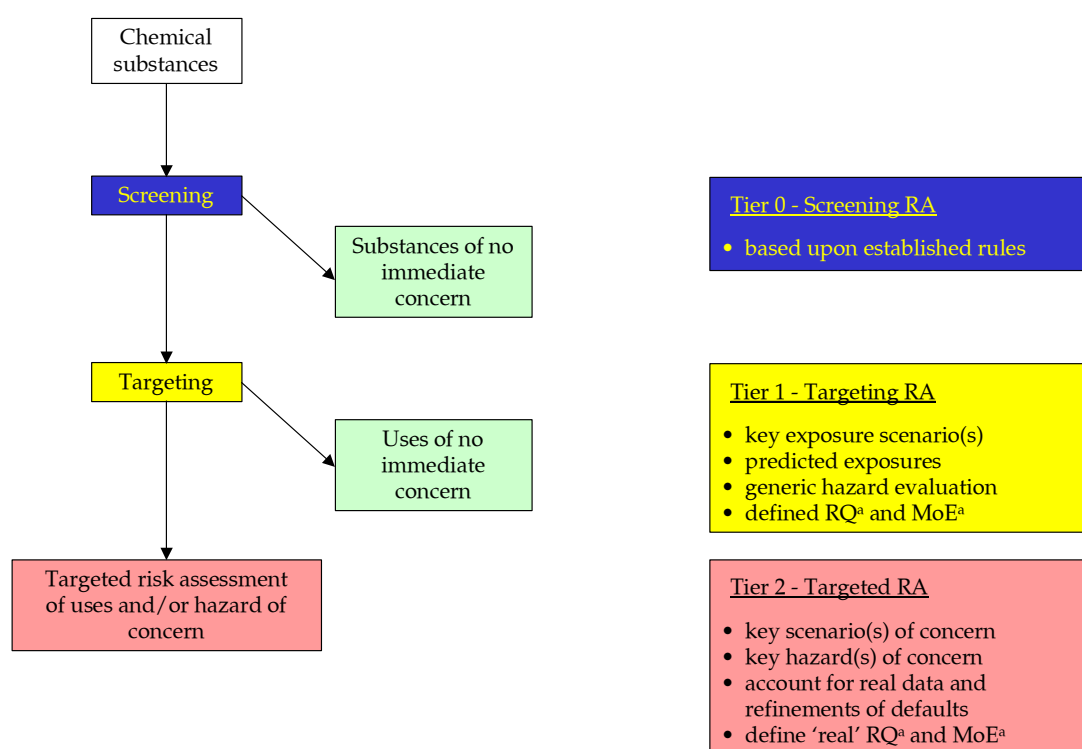 Chemical
substances
Screening
Substances of no
immediate
concern
Targeting
Uses of no
immediate
concern
Targeted risk assessment
of uses and/or hazard of
concern
Tier 0 - Screening RA
• based upon established rules
Tier 1 - Targeting RA
• key exposure scenario(s)
• predicted exposures
• generic hazard evaluation
• defined RQᵃ and MoEᵃ
Tier 2 - Targeted RA
• key scenario(s) of concern
• key hazard(s) of concern
• account for real data and
refinements of defaults
• define ‘real’ RQᵃ and MoEᵃ